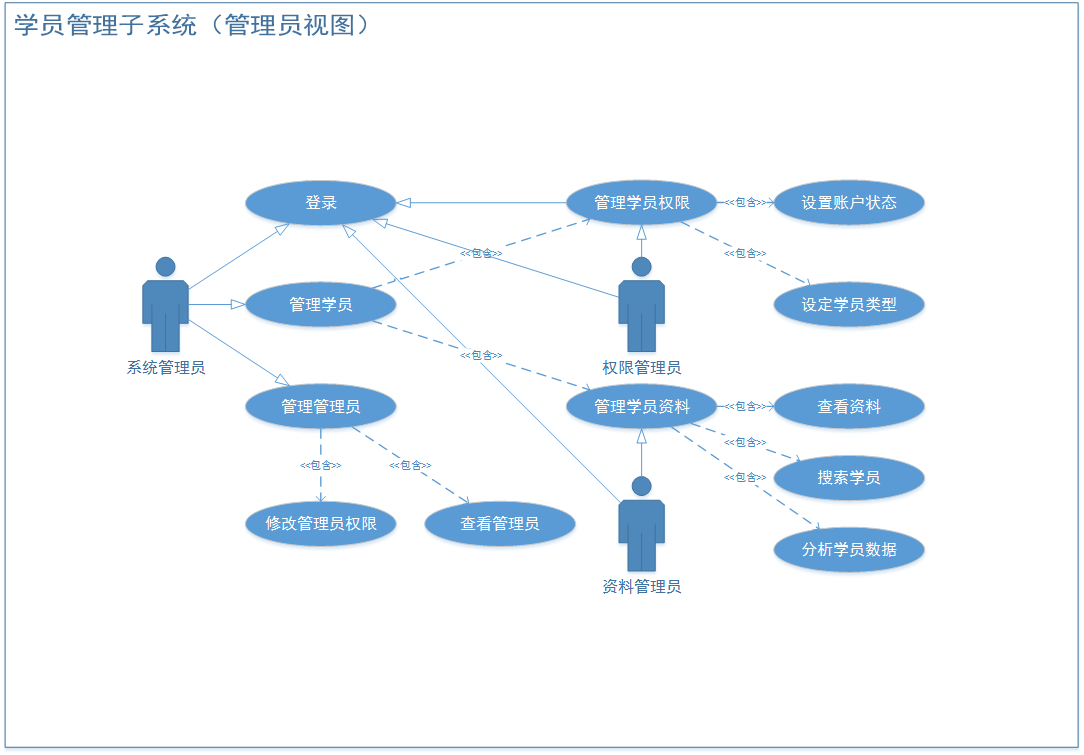 学员管理子系统（管理员视图）
登录
管理学员权限
<<包含>>
设置账户状态
<<包含>>
<<包含>>
管理学员
设定学员类型
系统管理员
权限管理员
<<包含>>
管理管理员
管理学员资料
<<包含>>
查看资料
<<包含>>
<<包含>>
<<包含>>
<<包含>>
搜索学员
修改管理员权限
查看管理员
分析学员数据
资料管理员